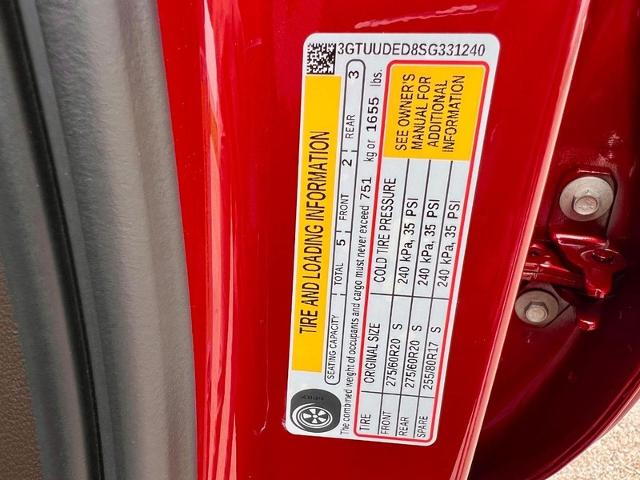 3GTUUDED8SG331240
TIRE AND LOADING INFORMATION
SEATING CAPACITY TOTAL 5 FRONT 2 REAR 3
The combined weight of occupants and cargo must never exceed 751 kg or 1655 lbs.
TIRE ORIGINAL SIZE COLD TIRE PRESSURE
FRONT 275/60R20 S 240 kPa, 35 PSI
REAR 275/60R20 S 240 kPa, 35 PSI
SPARE 255/80R17 S 240 kPa, 35 PSI
SEE OWNER'S
MANUAL FOR
ADDITIONAL
INFORMATION